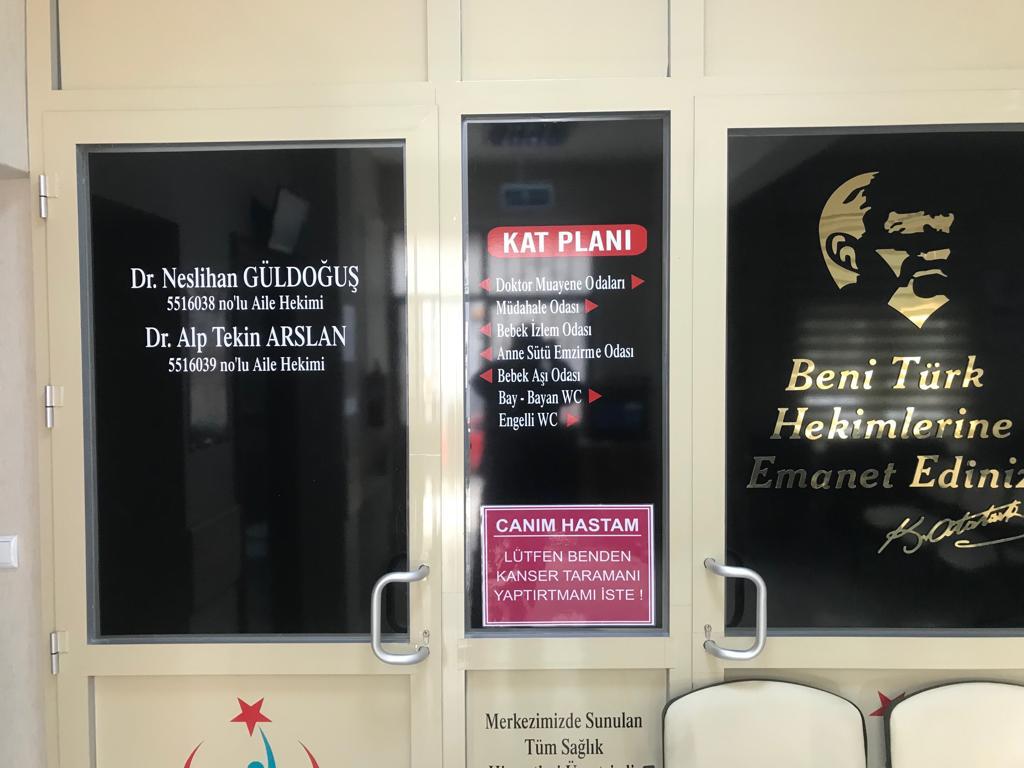 Dr. Neslihan GÜLDOĞUŞ
5516038 no'lu Aile Hekimi
Dr. Alp Tekin ARSLAN
5516039 no'lu Aile Hekimi
KAT PLANI
Doktor Muayene Odaları
Müdahale Odası
Bebek İzlem Odası
Anne Sütü Emzirme Odası
Bebek Aşı Odası
Bay - Bayan WC
Engelli WC
CANIM HASTAM
LÜTFEN BENDEN
KANSER TARAMANI
YAPTIRTMAMI İSTE !
Merkezimizde Sunulan
Tüm Sağlık
Beni Türk
Hekimlerine
Emanet Ediniz
K. Atatürk